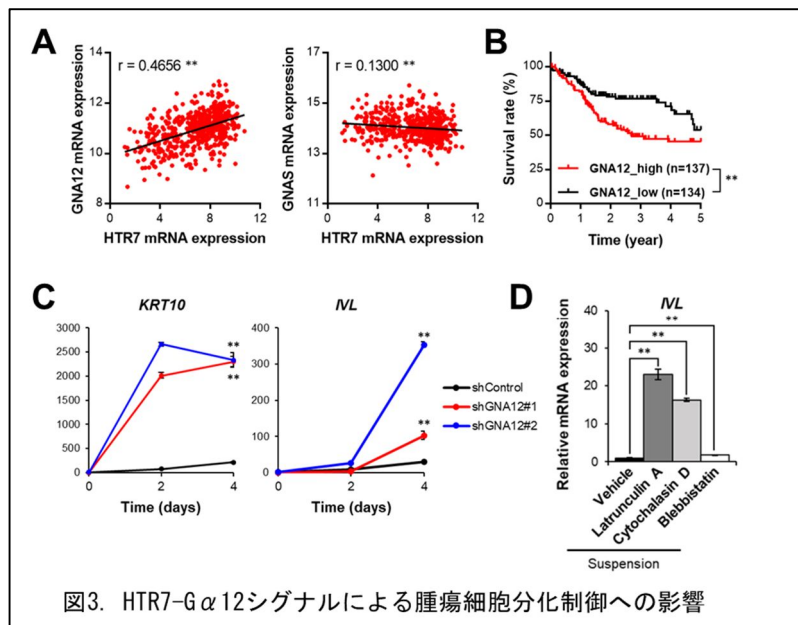 A
r = 0.4656 **
GNA12 mRNA expression
14
12
10
8
0 4 8 12
HTR7 mRNA expression
r = 0.1300 **
GNAS mRNA expression
17
15
14
13
11
0 4 8 12
HTR7 mRNA expression
B
Survival rate (%)
100
75
50
25
0
GNA12_high (n=137)
GNA12_low (n=134)
**
0 1 2 3 4 5
Time (year)
C
KRT10
3000
2500
2000
1500
1000
500
0
**
**
0 2 4
Time (days)
IVL
400
300
200
100
0
**
**
0 2 4
Time (days)
shControl
shGNA12#1
shGNA12#2
D
IVL
Relative mRNA expression
40
30
20
10
0
**
**
**
Vehicle
Latrunculin A
Cytochalasin D
Blebbistatin
Suspension
図3. HTR7-Gα12シグナルによる腫瘍細胞分化制御への影響